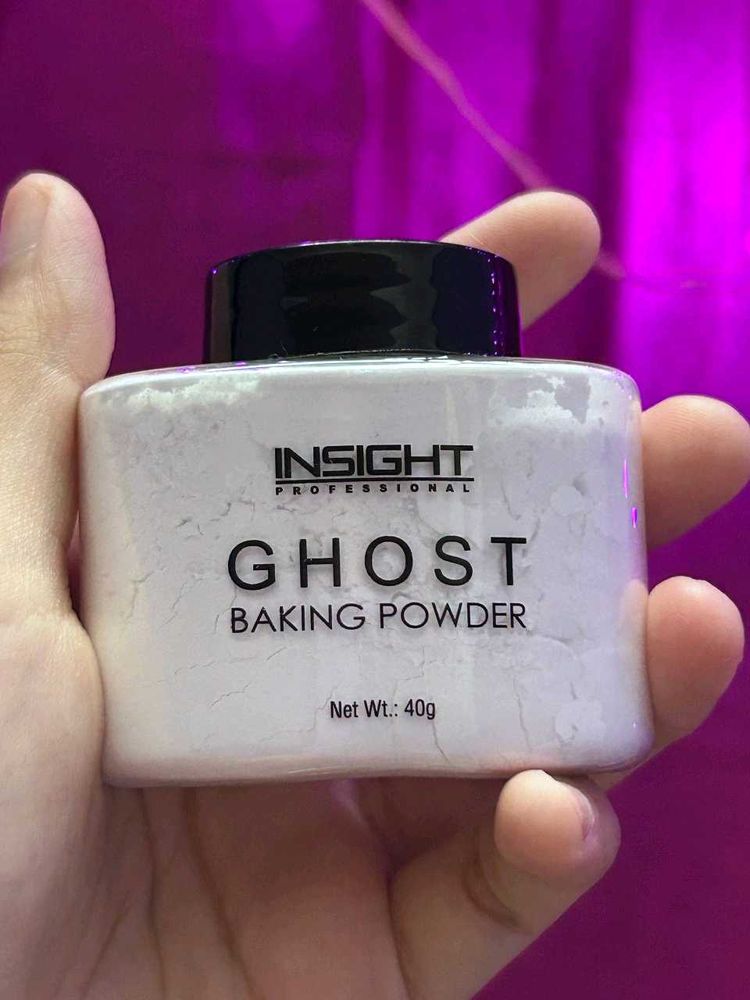 INSIGHT
PROFESSIONAL
GHOST
BAKING POWDER
Net Wt.: 40g